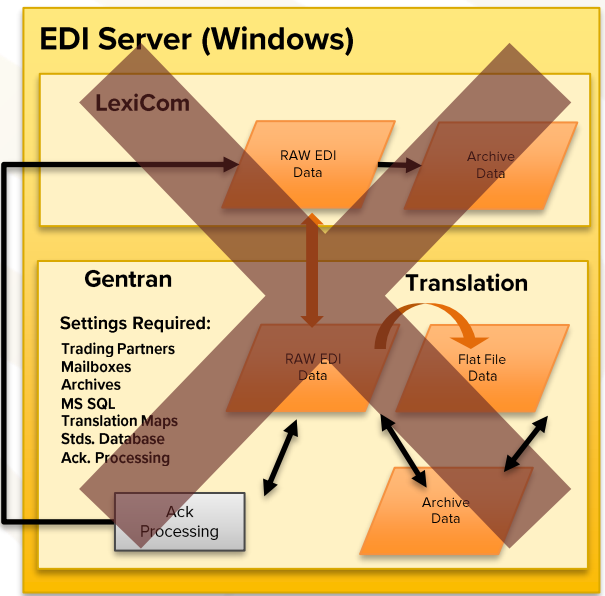 EDI Server (Windows)
LexiCom
RAW EDI
Data
Archive
Data
Gentran
Translation
Settings Required:
Trading Partners
Mailboxes
Archives
MS SQL
Translation Maps
Stds. Database
Ack. Processing
RAW EDI
Data
Flat File
Data
Ack
Processing
Archive
Data